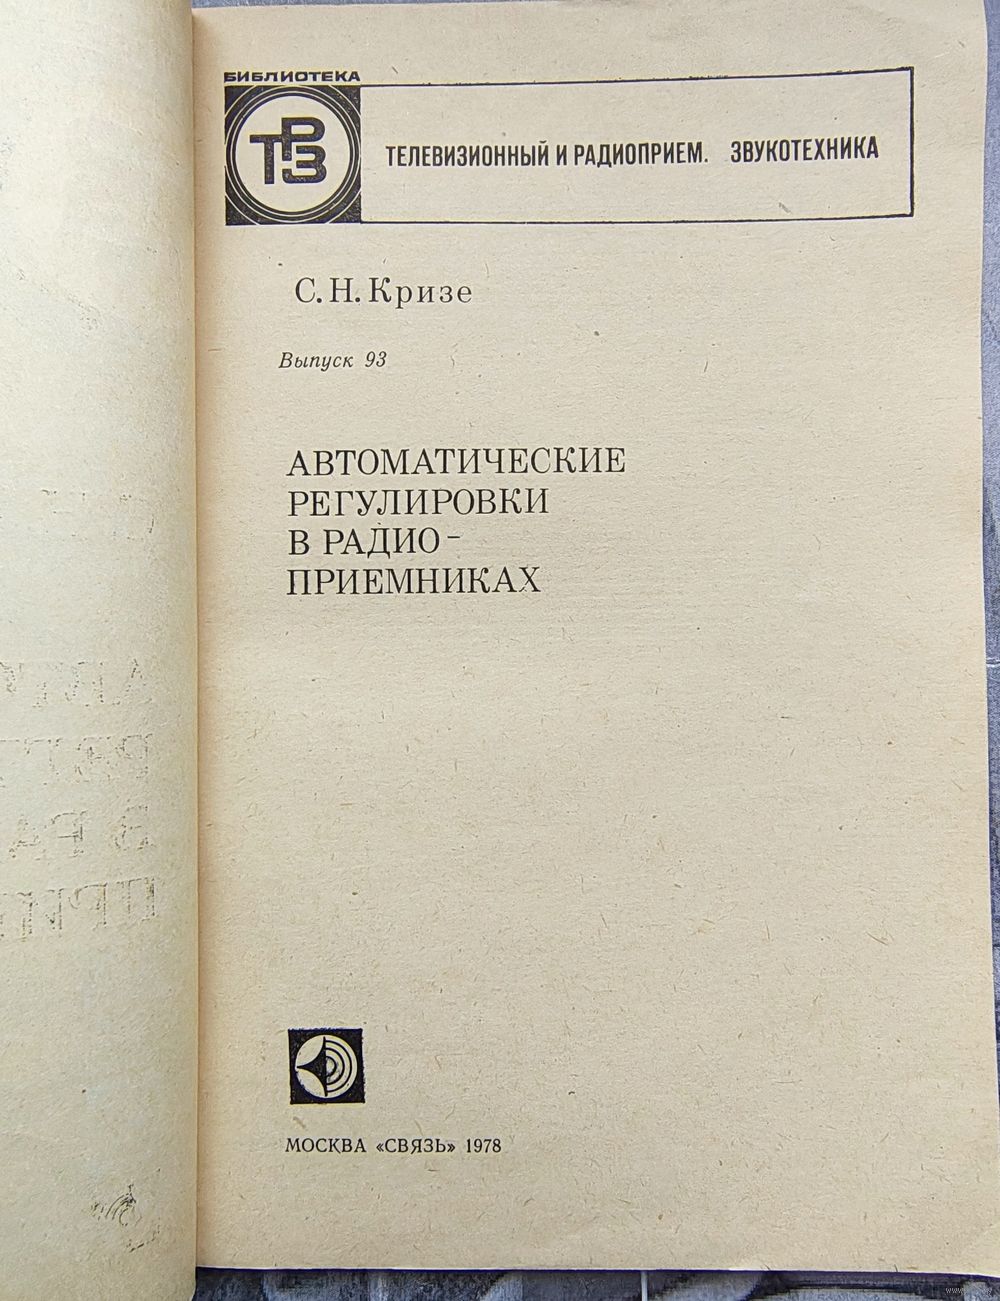 БИБЛИОТЕКА
ТРЗ
ТЕЛЕВИЗИОННЫЙ И РАДИОПРИЕМ. ЗВУКОТЕХНИКА
С. Н. Кризе
Выпуск 93
АВТОМАТИЧЕСКИЕ
РЕГУЛИРОВКИ
В РАДИО-
ПРИЕМНИКАХ
МОСКВА «СВЯЗЬ» 1978